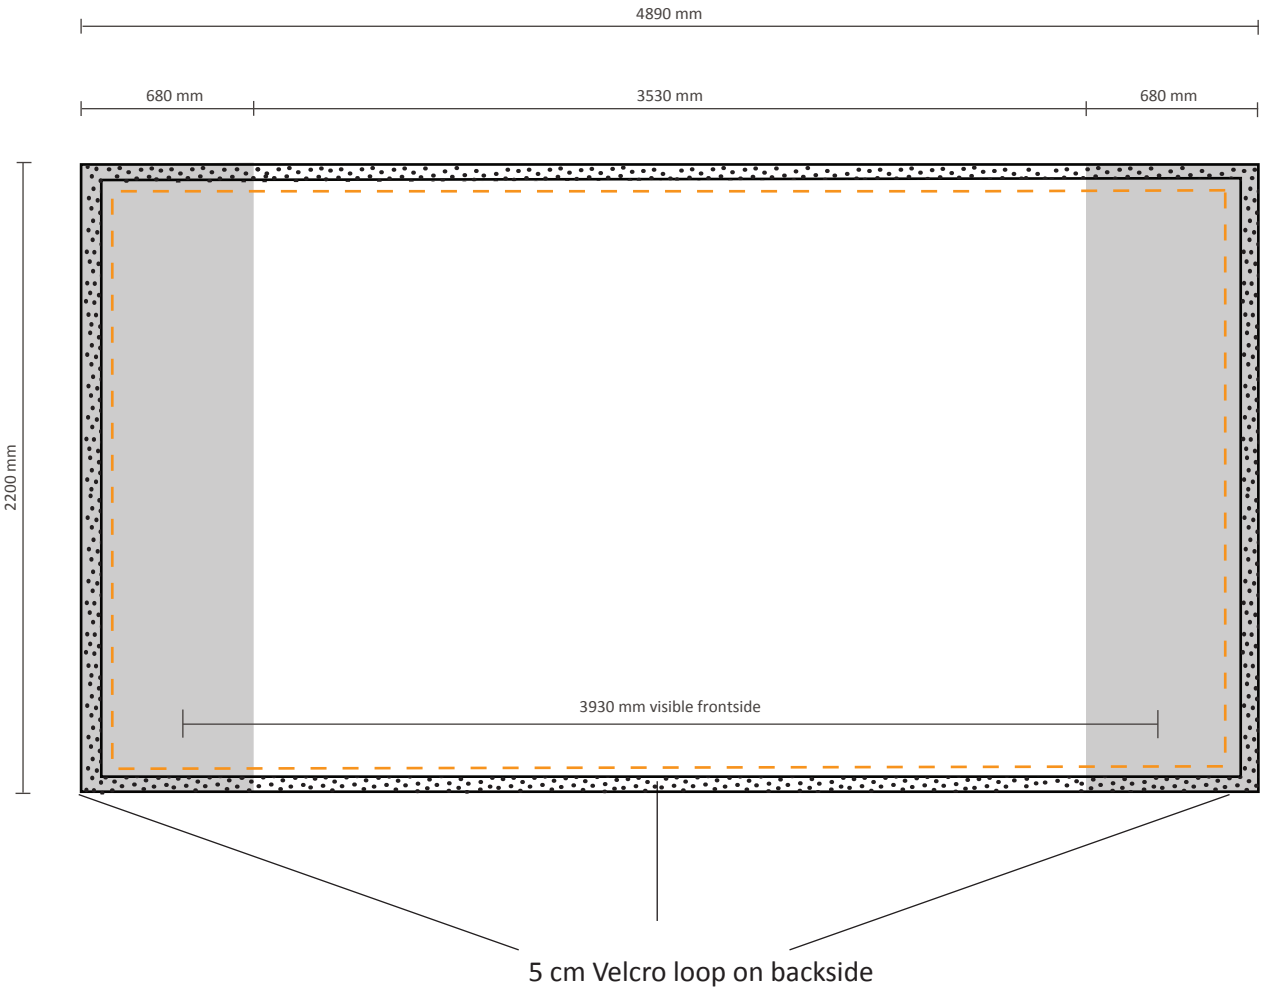 4890 mm
680 mm
3530 mm
680 mm
2200 mm
3930 mm visible frontside
5 cm Velcro loop on backside